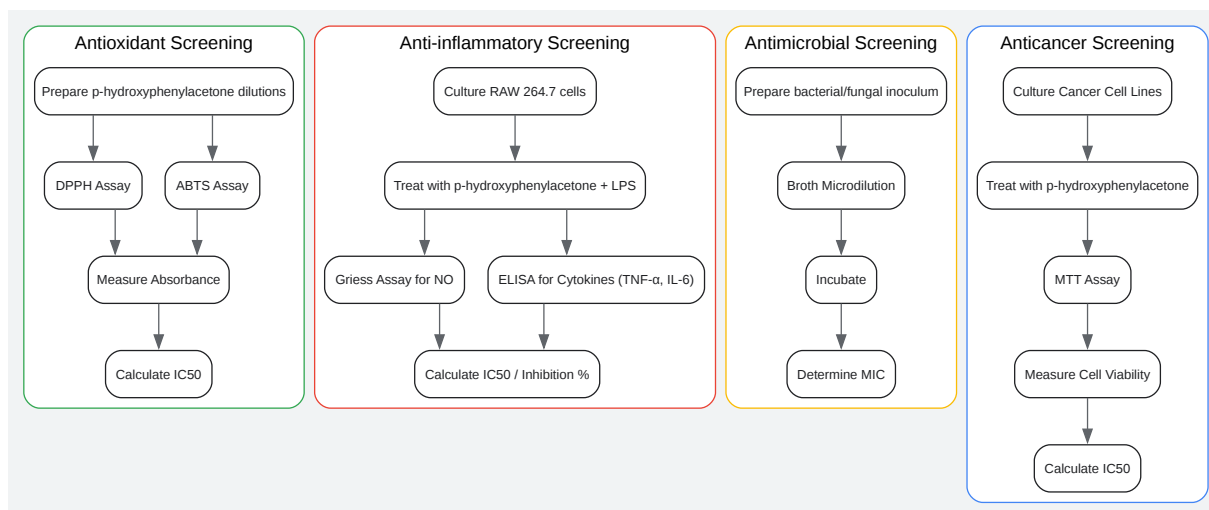 Antioxidant Screening
Prepare p-hydroxyphenylacetone dilutions
DPPH Assay
ABTS Assay
Measure Absorbance
Calculate IC50
Anti-inflammatory Screening
Culture RAW 264.7 cells
Treat with p-hydroxyphenylacetone + LPS
Griess Assay for NO
ELISA for Cytokines (TNF-α, IL-6)
Calculate IC50 / Inhibition %
Antimicrobial Screening
Prepare bacterial/fungal inoculum
Broth Microdilution
Incubate
Determine MIC
Anticancer Screening
Culture Cancer Cell Lines
Treat with p-hydroxyphenylacetone
MTT Assay
Measure Cell Viability
Calculate IC50